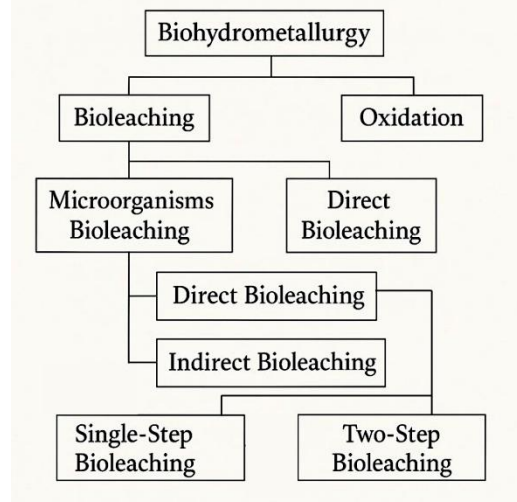 Biohydrometallurgy
Bioleaching
Oxidation
Microorganisms
Bioleaching
Direct
Bioleaching
Direct Bioleaching
Indirect Bioleaching
Single-Step
Bioleaching
Two-Step
Bioleaching